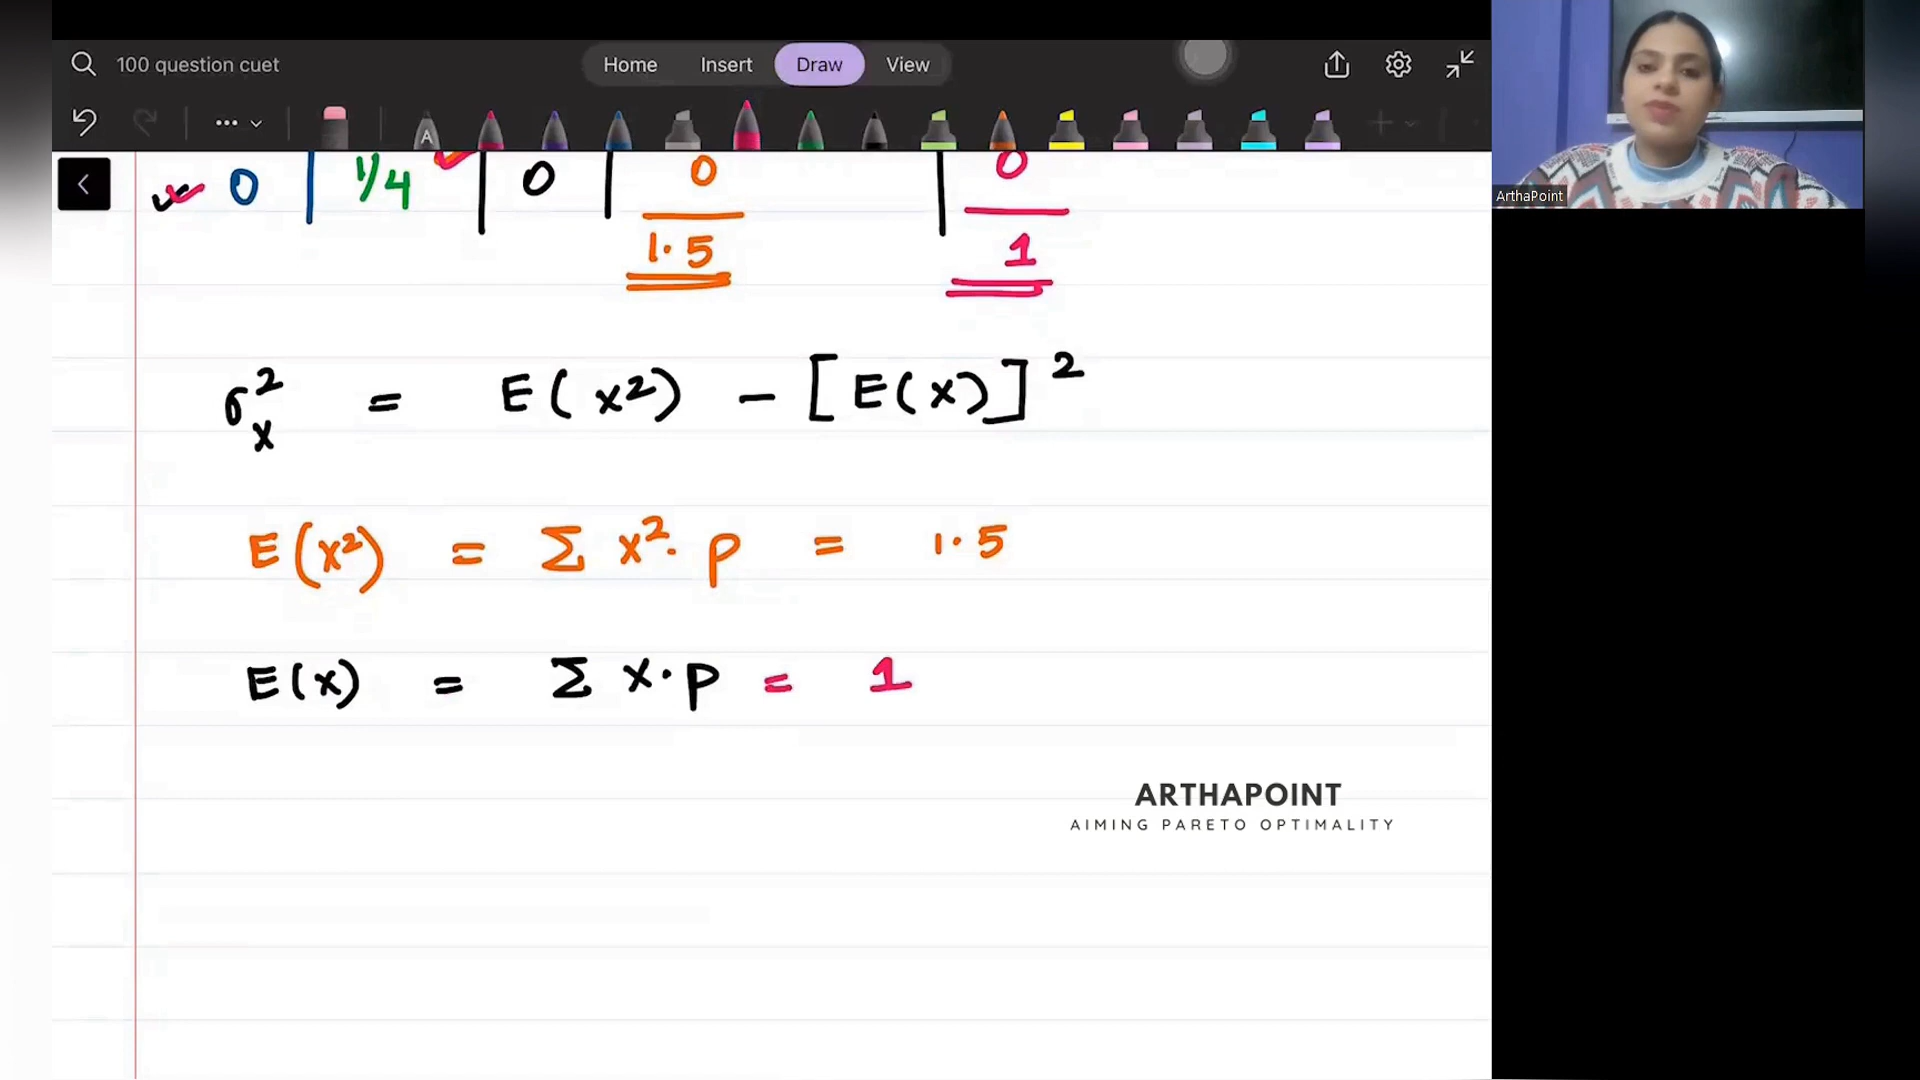 100 question cuet
Home Insert Draw View
A
0 1/4 0 0 0
1.5 1
σ²x = E(x²) - [E(x)]²
E(x²) = Σ x². p = 1.5
E(x) = Σ x.p = 1
ARTHAPOINT
AIMING PARETO OPTIMALITY
ArthaPoint